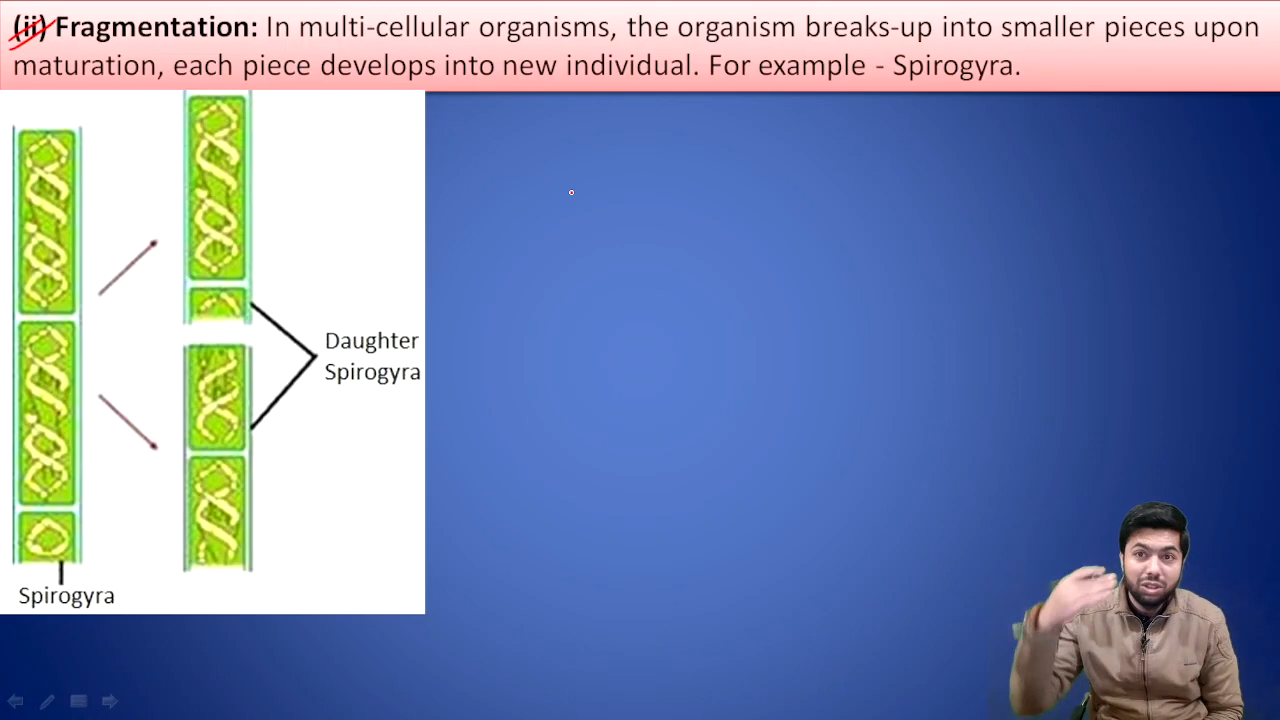 (ii) Fragmentation: In multi-cellular organisms, the organism breaks-up into smaller pieces upon
maturation, each piece develops into new individual. For example - Spirogyra.
Daughter
Spirogyra
Spirogyra